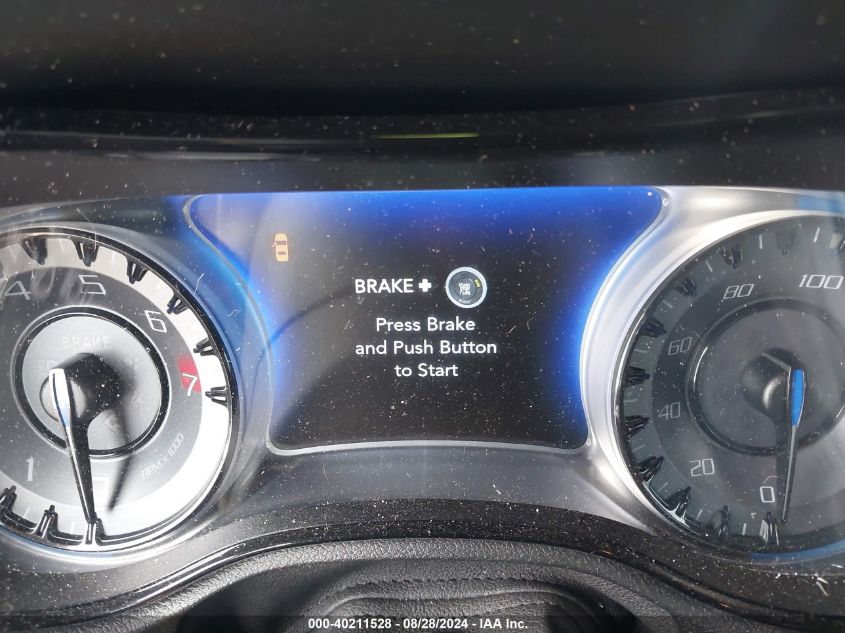 BRAKE +
Press Brake
and Push Button
to Start
BRAKE
4 5 6 7
1
RPM x 1000
0 20 40 60 80 100
000-40211528 - 08/28/2024 - IAA Inc.